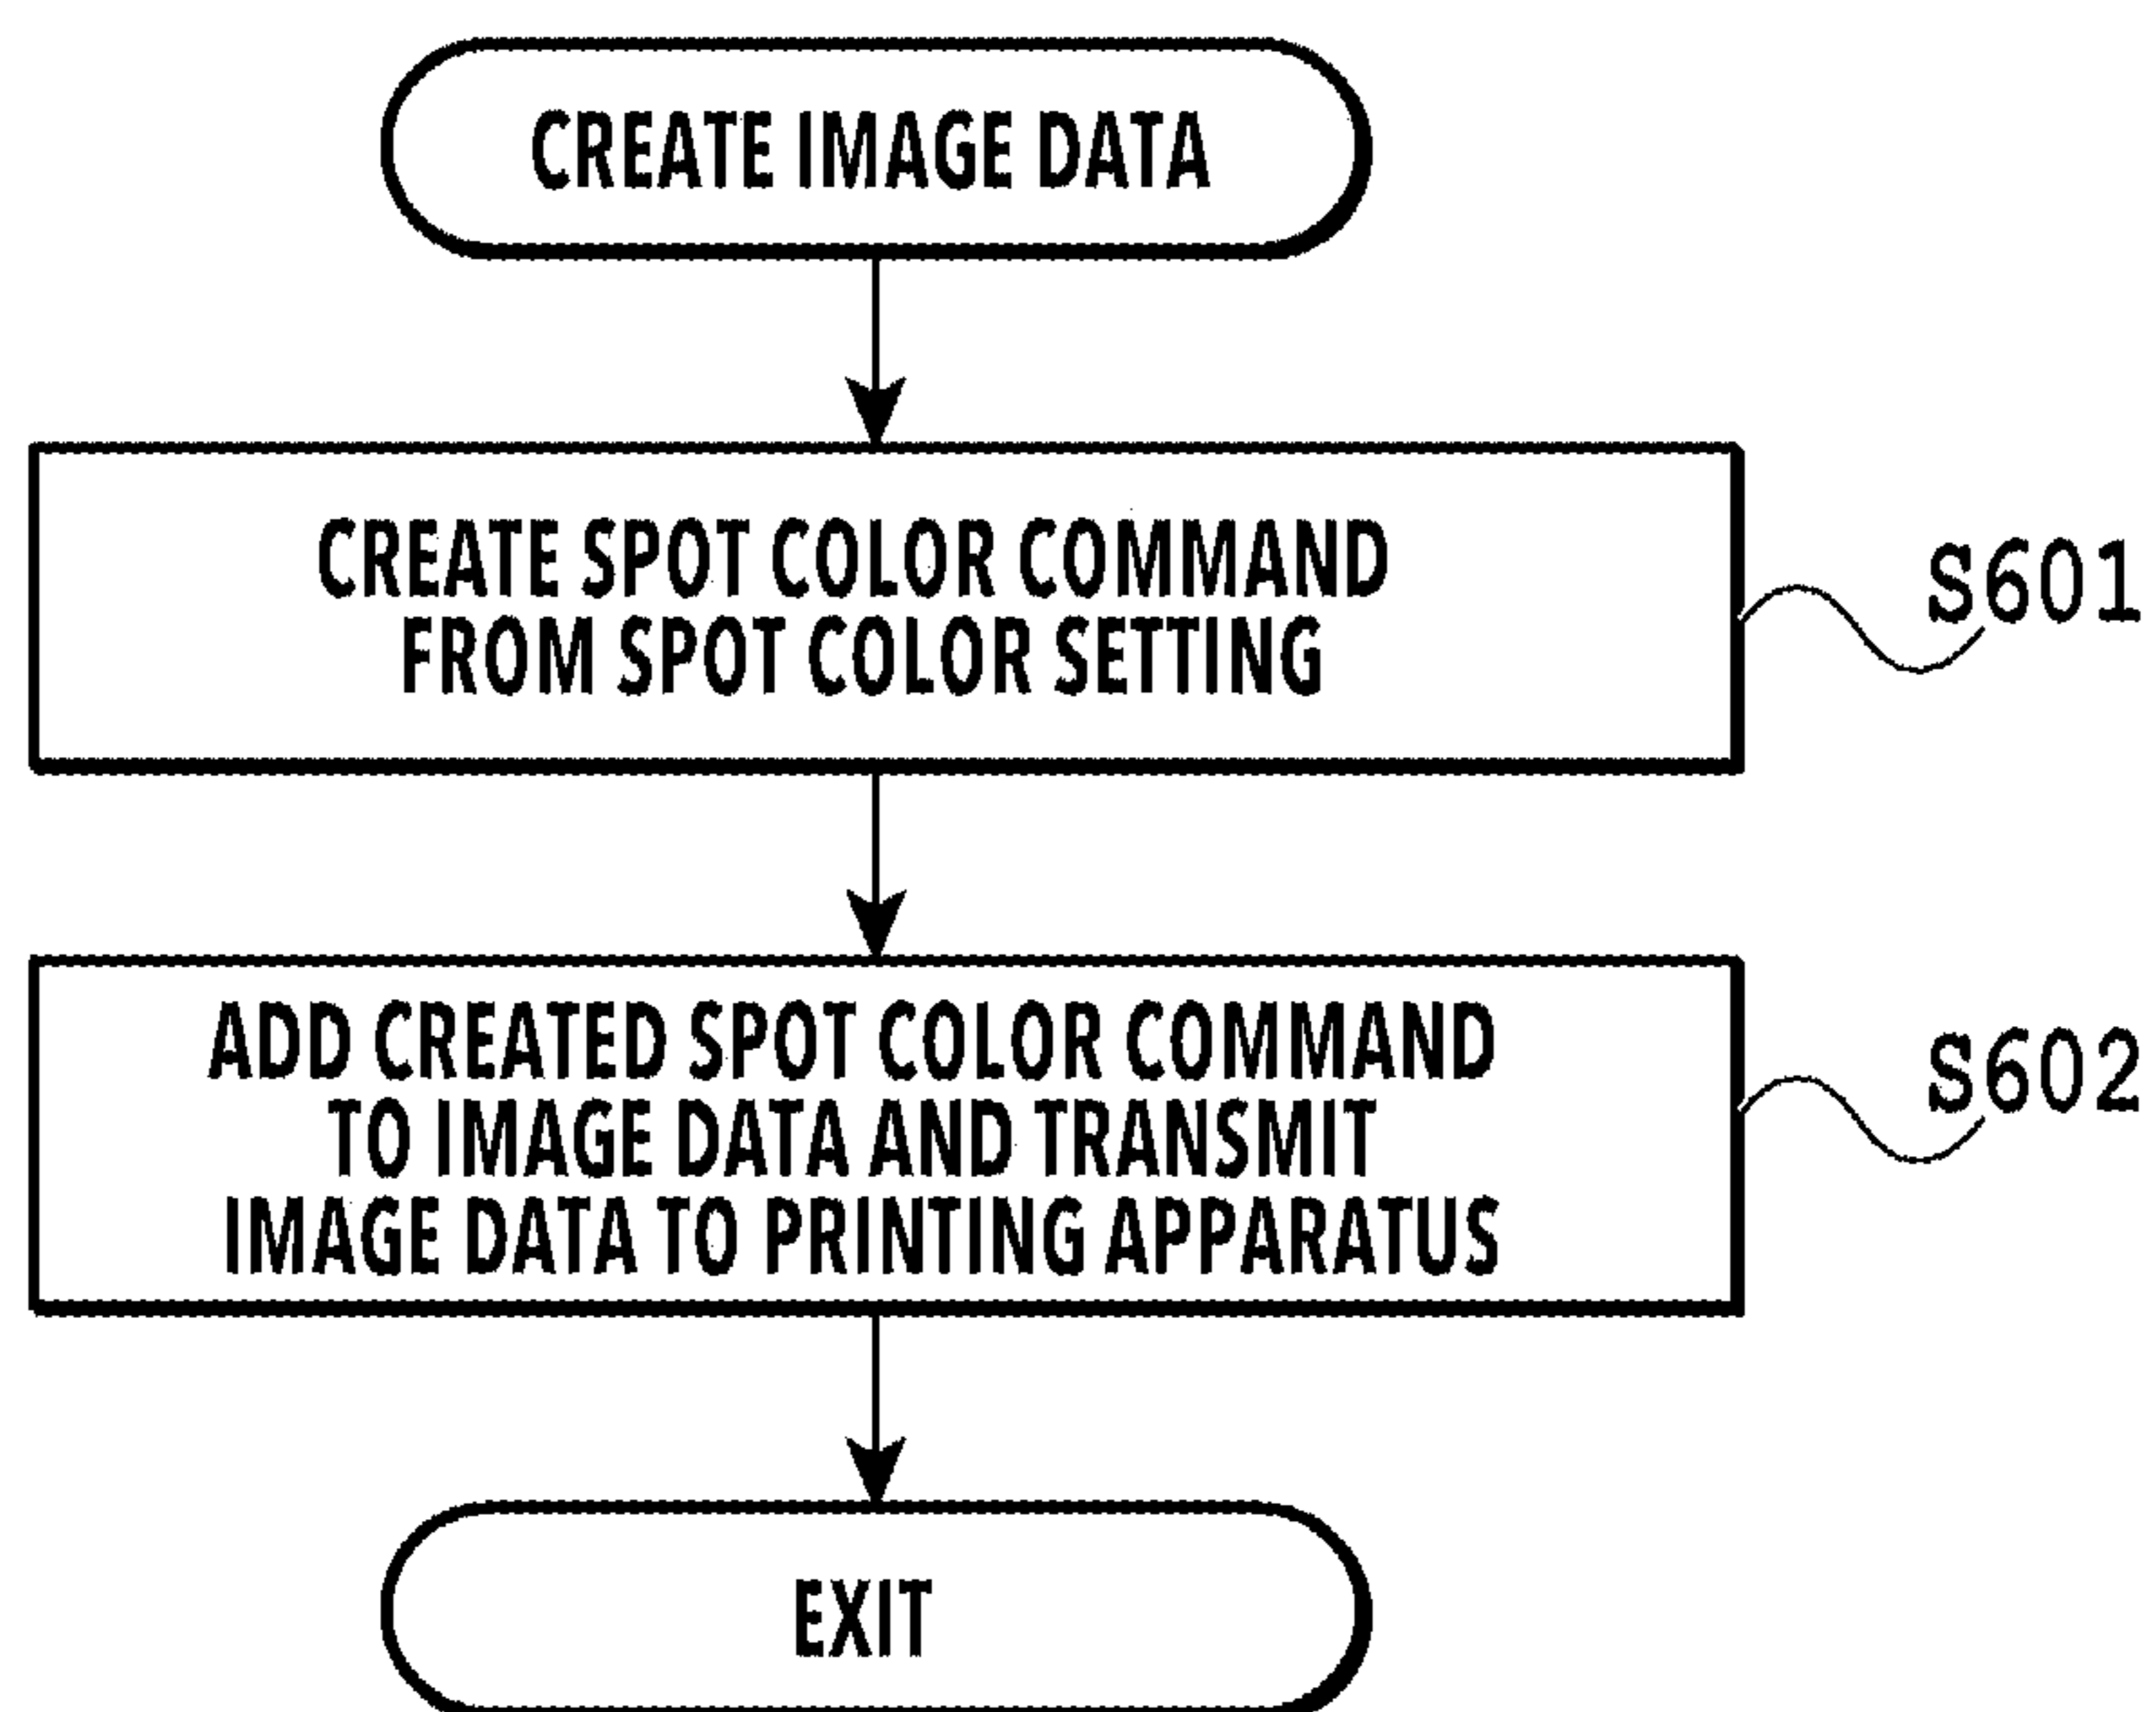 CREATE IMAGE DATA
CREATE SPOT COLOR COMMAND
FROM SPOT COLOR SETTING
S601
ADD CREATED SPOT COLOR COMMAND
TO IMAGE DATA AND TRANSMIT
IMAGE DATA TO PRINTING APPARATUS
S602
EXIT